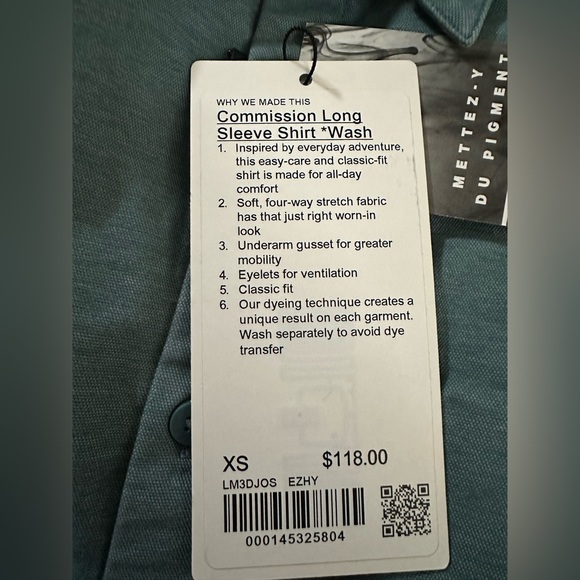 WHY WE MADE THIS
Commission Long
Sleeve Shirt *Wash
1. Inspired by everyday adventure,
this easy-care and classic-fit
shirt is made for all-day
comfort
2. Soft, four-way stretch fabric
has that just right worn-in
look
3. Underarm gusset for greater
mobility
4. Eyelets for ventilation
5. Classic fit
6. Our dyeing technique creates a
unique result on each garment.
Wash separately to avoid dye
transfer
XS $118.00
LM3DJOS EZHY
000145325804
METTEZ-Y
DU PIGMENT